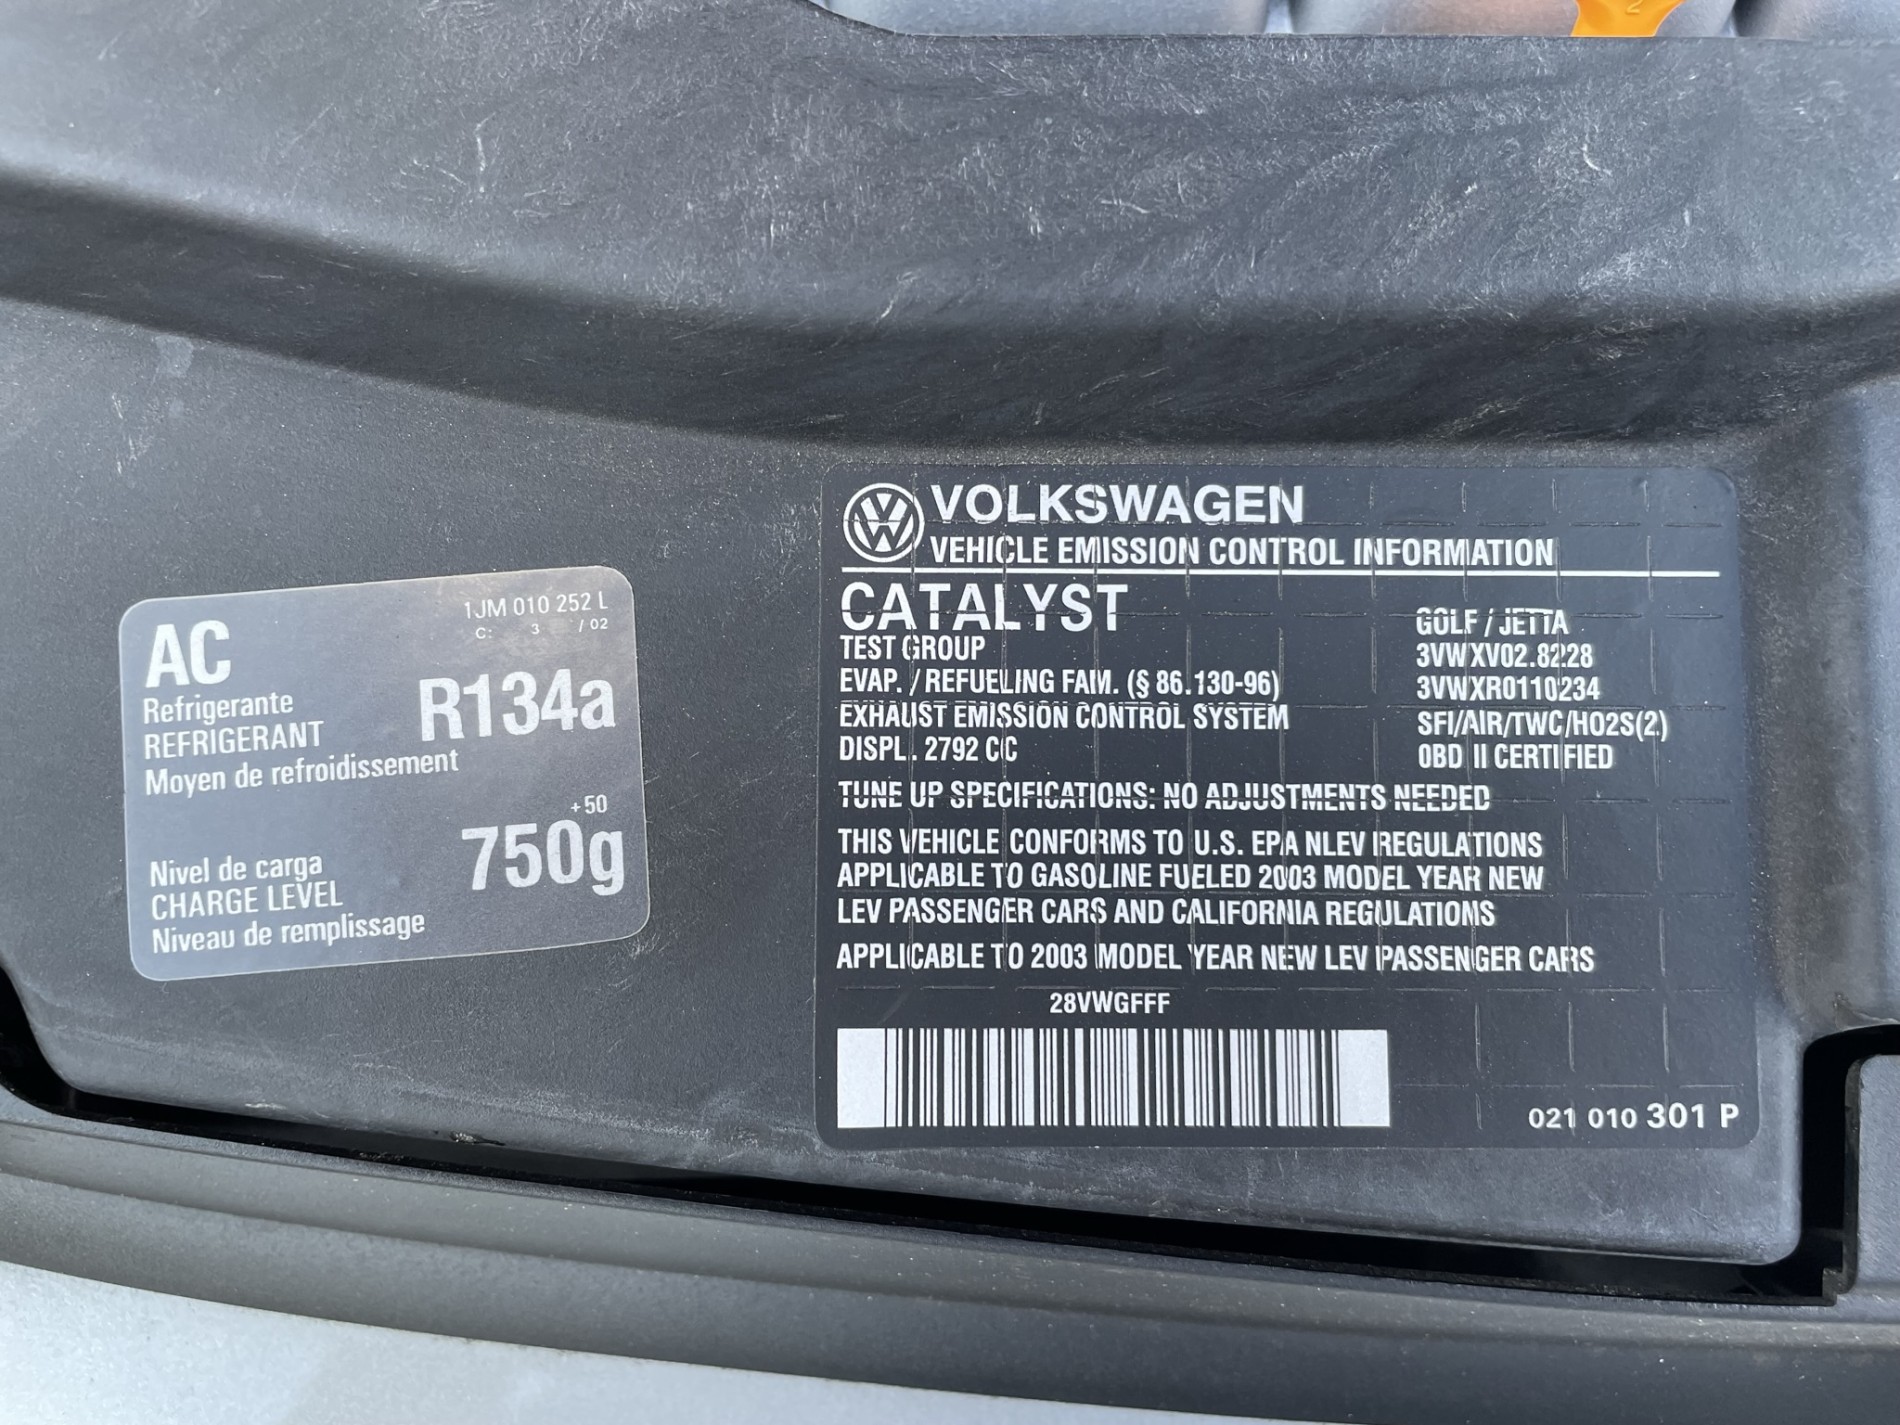 2
1JM 010 252 L
C: 3 / 02
AC
Refrigerante
REFRIGERANT
Moyen de refroidissement
R134a
+50
750g
Nivel de carga
CHARGE LEVEL
Niveau de remplissage
VOLKSWAGEN
VEHICLE EMISSION CONTROL INFORMATION
CATALYST
GOLF / JETTA
TEST GROUP 3VWXV02.8228
EVAP. / REFUELING FAM. (§ 86.130-96) 3VWXR0110234
EXHAUST EMISSION CONTROL SYSTEM SFI/AIR/TWC/HO2S(2)
DISPL. 2792 CC OBD II CERTIFIED
TUNE UP SPECIFICATIONS: NO ADJUSTMENTS NEEDED
THIS VEHICLE CONFORMS TO U.S. EPA NLEV REGULATIONS
APPLICABLE TO GASOLINE FUELED 2003 MODEL YEAR NEW
LEV PASSENGER CARS AND CALIFORNIA REGULATIONS
APPLICABLE TO 2003 MODEL YEAR NEW LEV PASSENGER CARS
28VWGFFF
021 010 301 P